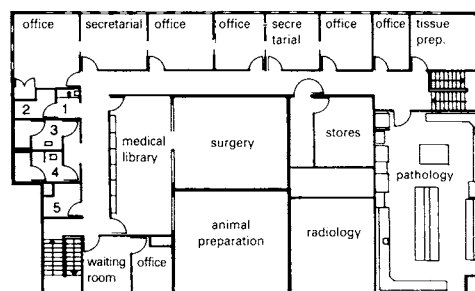 office
secretarial
office
office
secre
tarial
office
office
tissue
prep.
2
1
3
4
5
medical
library
surgery
stores
pathology
animal
preparation
radiology
waiting
room
office